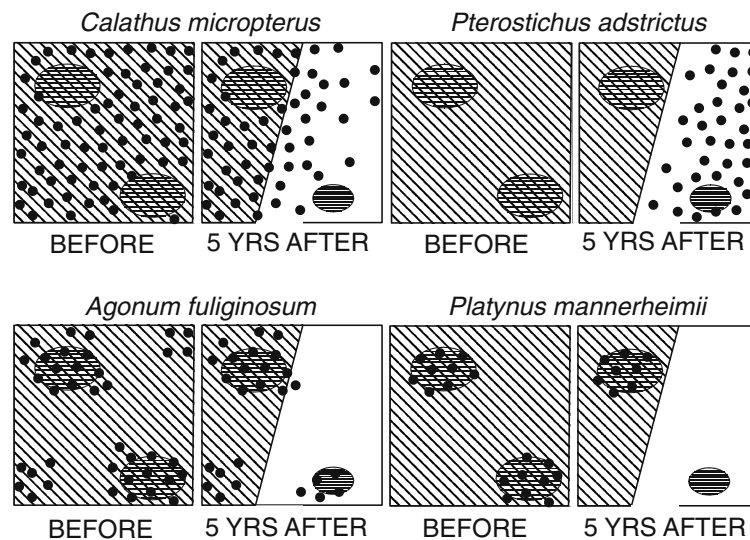 Calathus micropterus Pterostichus adstrictus
BEFORE 5 YRS AFTER BEFORE 5 YRS AFTER
Agonum fuliginosum Platynus mannerheimii
BEFORE 5 YRS AFTER BEFORE 5 YRS AFTER